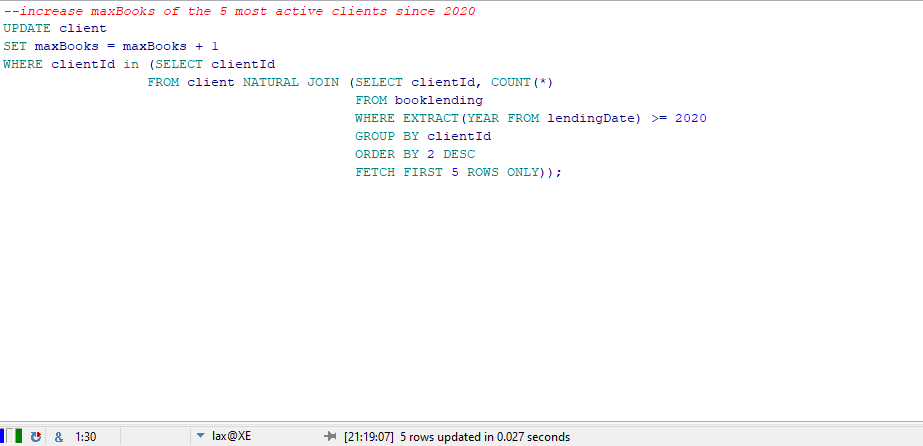 --increase maxBooks of the 5 most active clients since 2020
UPDATE client
SET maxBooks = maxBooks + 1
WHERE clientId in (SELECT clientId
FROM client NATURAL JOIN (SELECT clientId, COUNT(*)
FROM booklending
WHERE EXTRACT(YEAR FROM lendingDate) >= 2020
GROUP BY clientId
ORDER BY 2 DESC
FETCH FIRST 5 ROWS ONLY));
& 1:30 lax@XE [21:19:07] 5 rows updated in 0.027 seconds